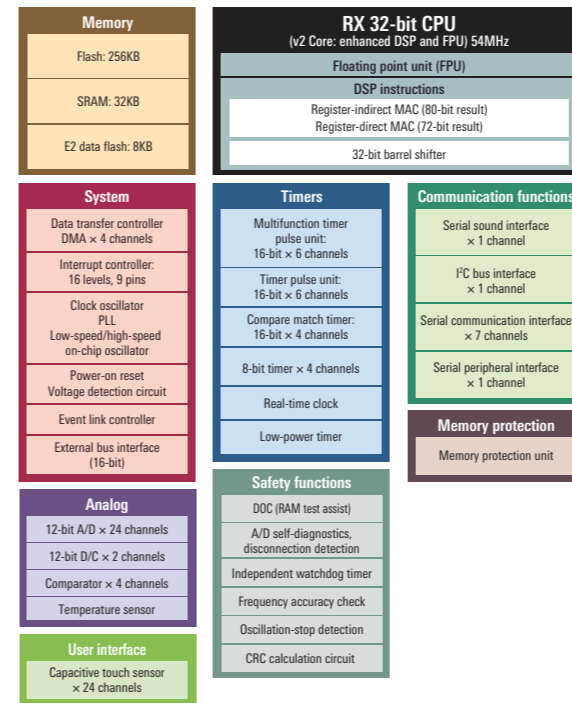 Memory
Flash: 256KB
SRAM: 32KB
E2 data flash: 8KB
RX 32-bit CPU
(v2 Core: enhanced DSP and FPU) 54MHz
Floating point unit (FPU)
DSP instructions
Register-indirect MAC (80-bit result)
Register-direct MAC (72-bit result)
32-bit barrel shifter
System
Data transfer controller
DMA × 4 channels
Interrupt controller:
16 levels, 9 pins
Clock oscillator
PLL
Low-speed/high-speed
on-chip oscillator
Power-on reset
Voltage detection circuit
Event link controller
External bus interface
(16-bit)
Timers
Multifunction timer
pulse unit:
16-bit × 6 channels
Timer pulse unit:
16-bit × 6 channels
Compare match timer:
16-bit × 4 channels
8-bit timer × 4 channels
Real-time clock
Low-power timer
Communication functions
Serial sound interface
× 1 channel
I²C bus interface
× 1 channel
Serial communication interface
× 7 channels
Serial peripheral interface
× 1 channel
Memory protection
Memory protection unit
Analog
12-bit A/D × 24 channels
12-bit D/C × 2 channels
Comparator × 4 channels
Temperature sensor
Safety functions
DOC (RAM test assist)
A/D self-diagnostics,
disconnection detection
Independent watchdog timer
Frequency accuracy check
Oscillation-stop detection
CRC calculation circuit
User interface
Capacitive touch sensor
× 24 channels